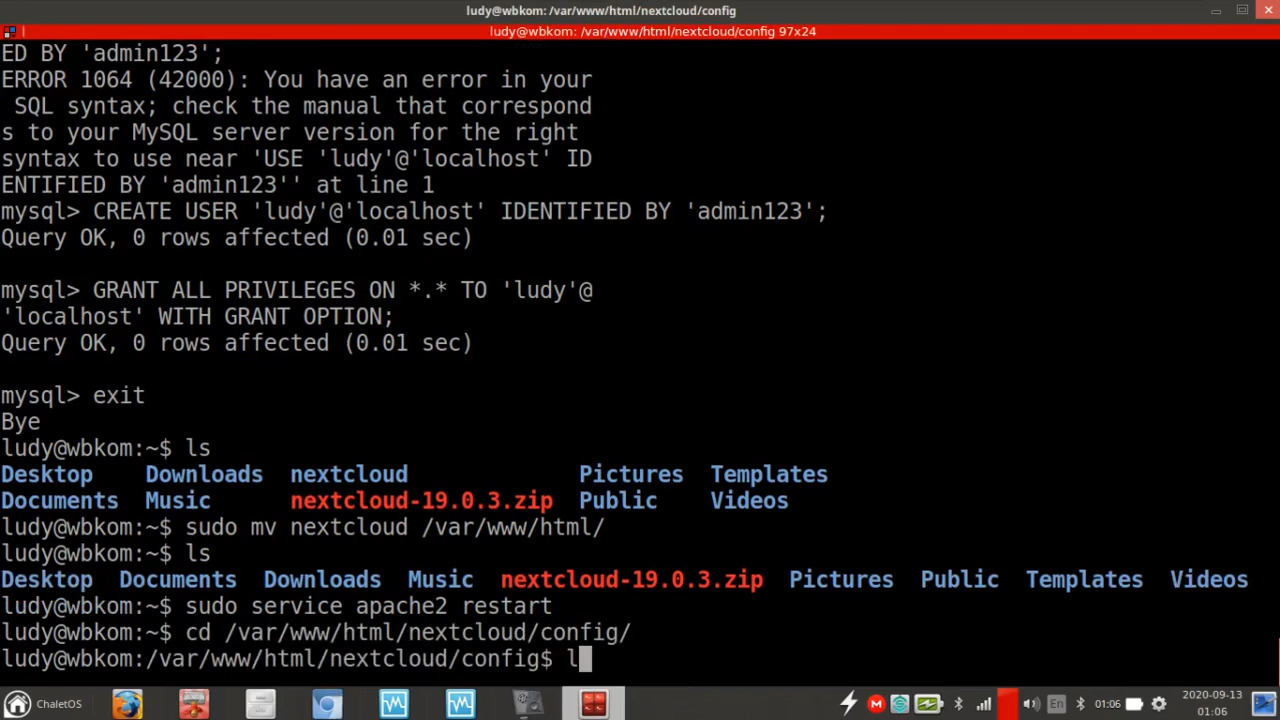 ludy@wbkom: /var/www/html/nextcloud/config
ludy@wbkom: /var/www/html/nextcloud/config 97x24
ED BY 'admin123';
ERROR 1064 (42000): You have an error in your
 SQL syntax; check the manual that correspond
s to your MySQL server version for the right
syntax to use near 'USE 'ludy'@'localhost' ID
ENTIFIED BY 'admin123'' at line 1
mysql> CREATE USER 'ludy'@'localhost' IDENTIFIED BY 'admin123';
Query OK, 0 rows affected (0.01 sec)
mysql> GRANT ALL PRIVILEGES ON *.* TO 'ludy'@
'localhost' WITH GRANT OPTION;
Query OK, 0 rows affected (0.01 sec)
mysql> exit
Bye
ludy@wbkom:~$ ls
Desktop Downloads nextcloud Pictures Templates
Documents Music nextcloud-19.0.3.zip Public Videos
ludy@wbkom:~$ sudo mv nextcloud /var/www/html/
ludy@wbkom:~$ ls
Desktop Documents Downloads Music nextcloud-19.0.3.zip Pictures Public Templates Videos
ludy@wbkom:~$ sudo service apache2 restart
ludy@wbkom:~$ cd /var/www/html/nextcloud/config/
ludy@wbkom:/var/www/html/nextcloud/config$ l
ChaletOS M En 01:06 2020-09-13
01:06